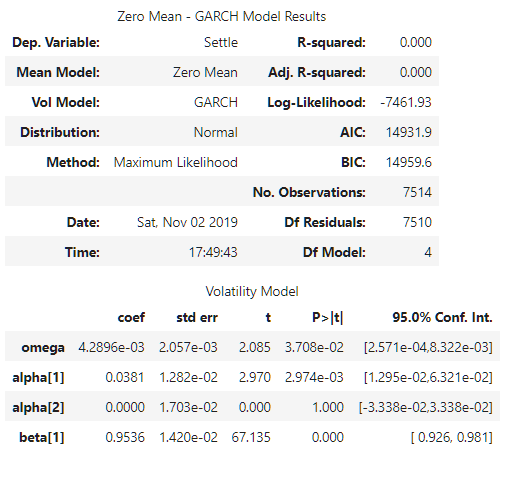 Zero Mean - GARCH Model Results
Dep. Variable: Settle R-squared: 0.000
Mean Model: Zero Mean Adj. R-squared: 0.000
Vol Model: GARCH Log-Likelihood: -7461.93
Distribution: Normal AIC: 14931.9
Method: Maximum Likelihood BIC: 14959.6
No. Observations: 7514
Date: Sat, Nov 02 2019 Df Residuals: 7510
Time: 17:49:43 Df Model: 4
Volatility Model
coef std err t P>|t| 95.0% Conf. Int.
omega 4.2896e-03 2.057e-03 2.085 3.708e-02 [2.571e-04,8.322e-03]
alpha[1] 0.0381 1.282e-02 2.970 2.974e-03 [1.295e-02,6.321e-02]
alpha[2] 0.0000 1.703e-02 0.000 1.000 [-3.338e-02,3.338e-02]
beta[1] 0.9536 1.420e-02 67.135 0.000 [ 0.926, 0.981]